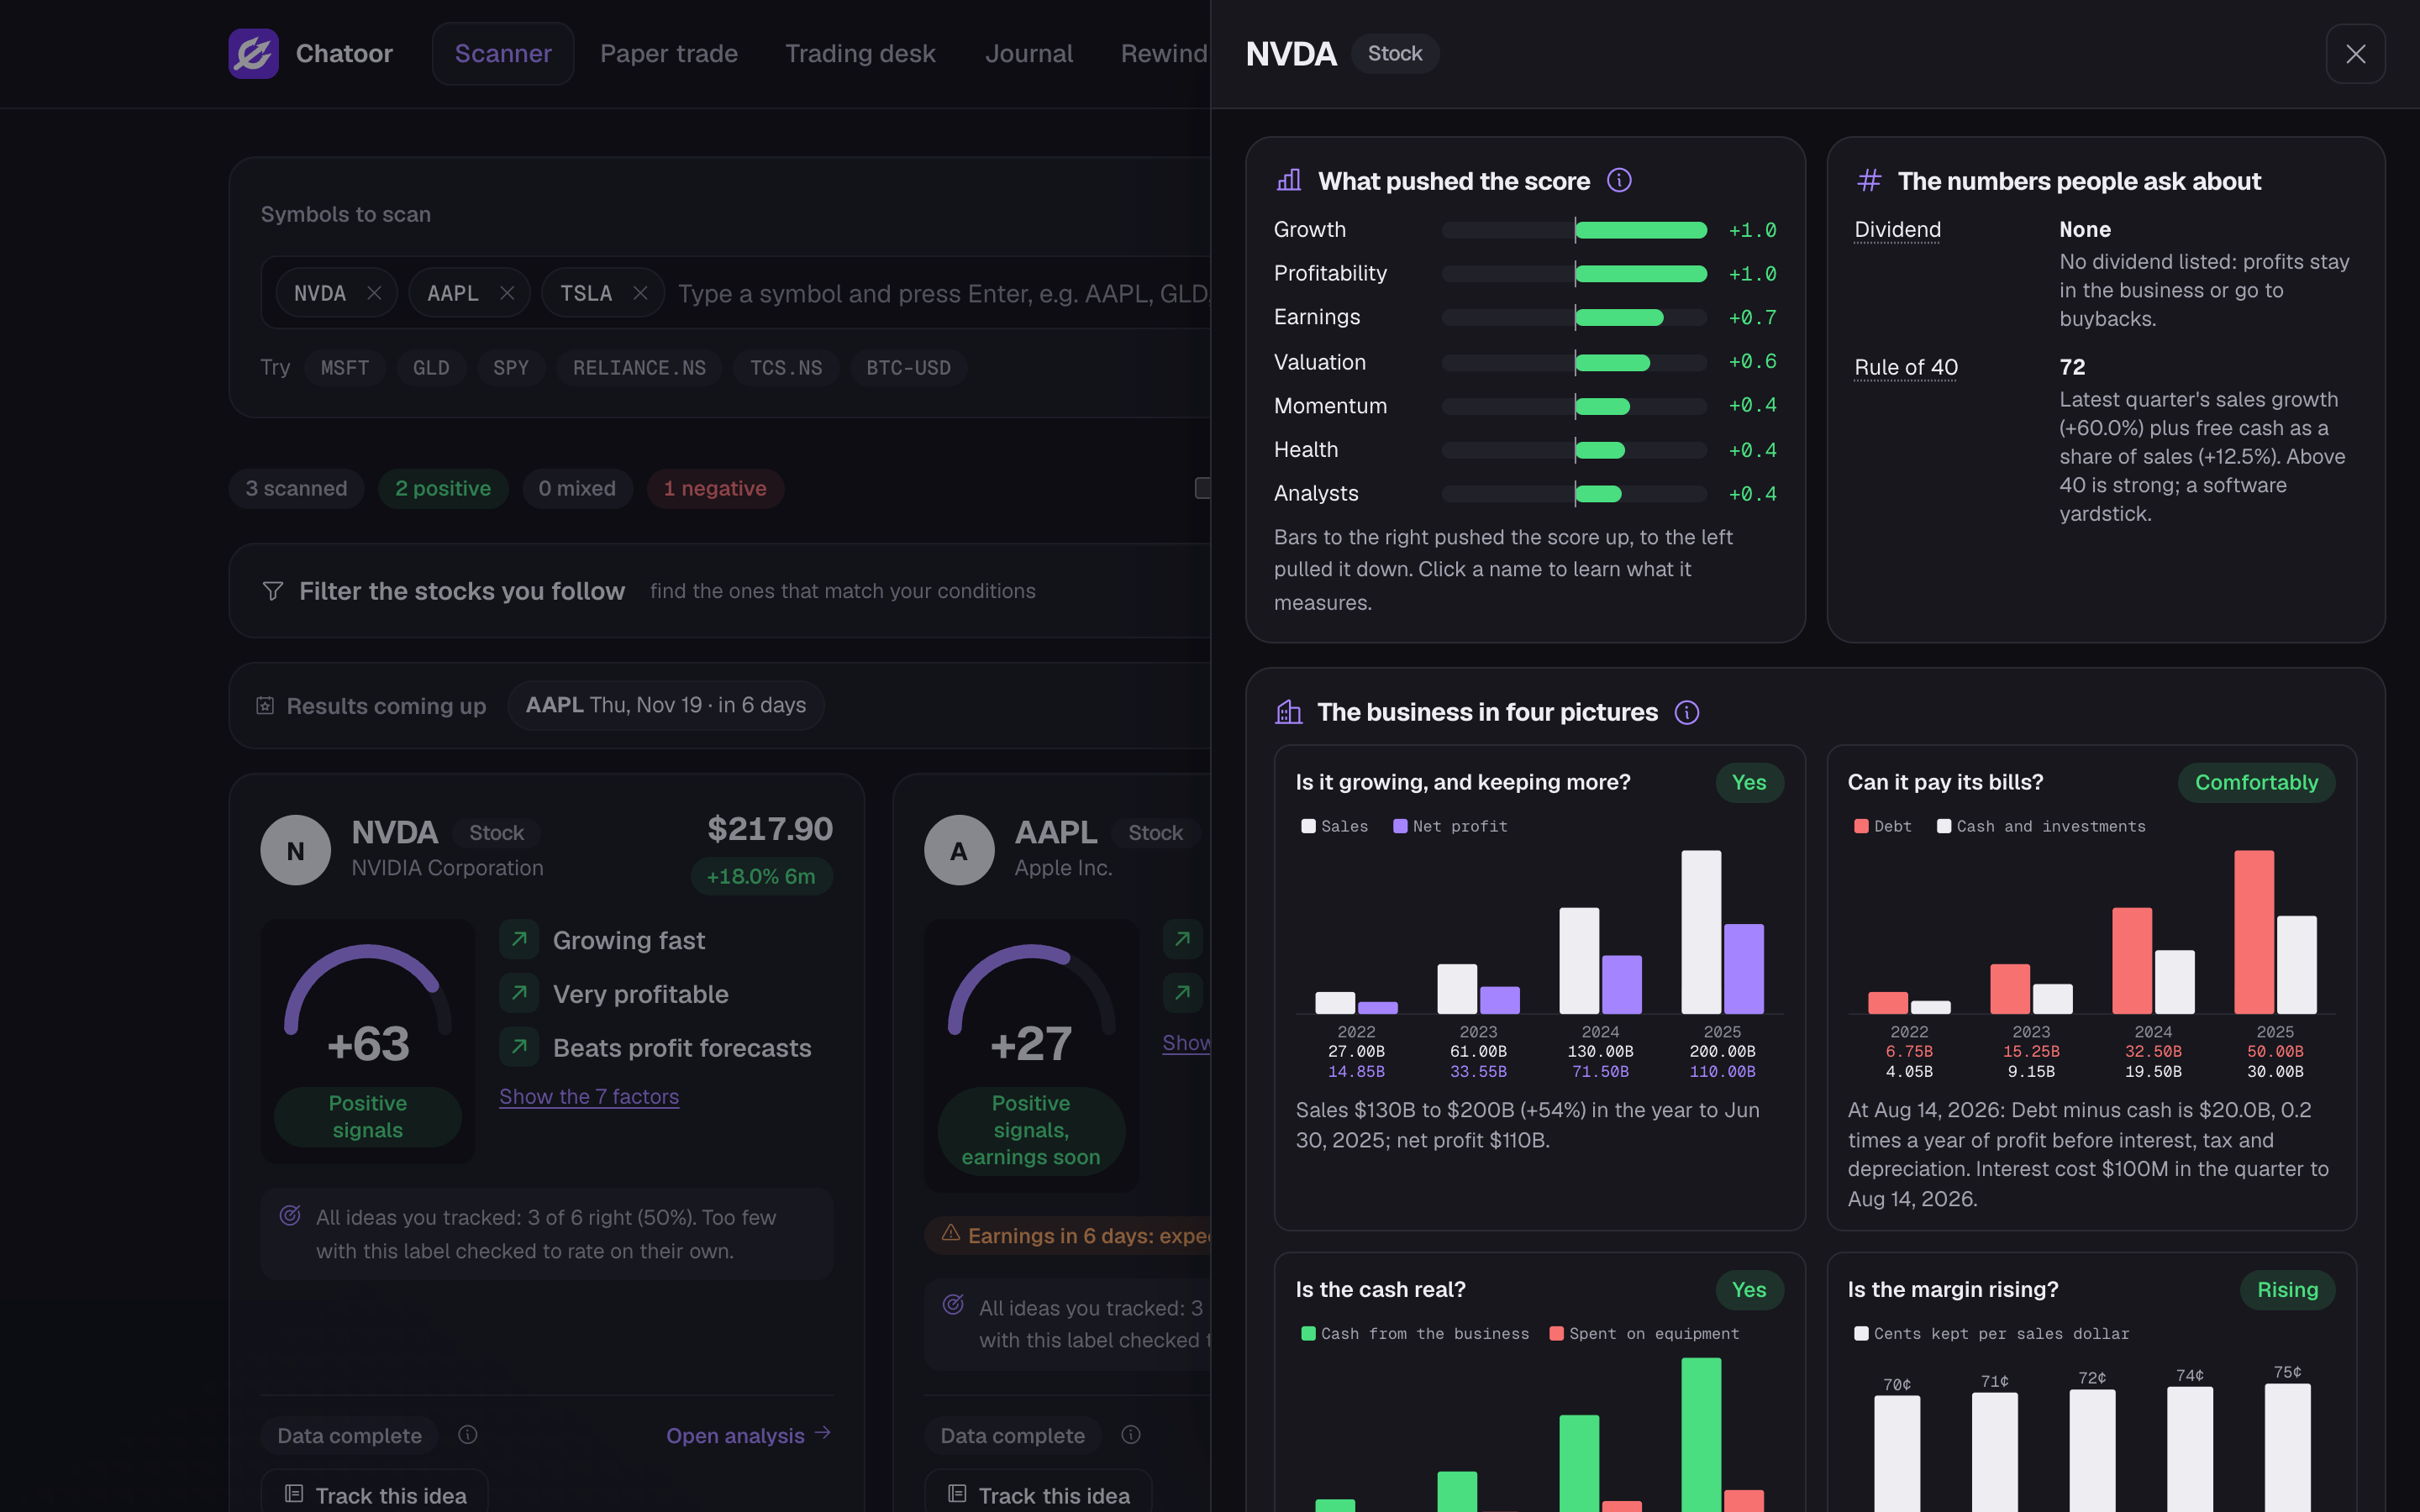 Chatoor
Scanner
Paper trade
Trading desk
Journal
Rewind
Symbols to scan
NVDA
AAPL
TSLA
Type a symbol and press Enter, e.g. AAPL, GLD,
Try
MSFT
GLD
SPY
RELIANCE.NS
TCS.NS
BTC-USD
3 scanned
2 positive
0 mixed
1 negative
Filter the stocks you follow
find the ones that match your conditions
Results coming up
AAPL Thu, Nov 19 · in 6 days
N
NVDA
Stock
NVIDIA Corporation
$217.90
+18.0% 6m
+63
Positive
signals
Growing fast
Very profitable
Beats profit forecasts
Show the 7 factors
All ideas you tracked: 3 of 6 right (50%). Too few
with this label checked to rate on their own.
Data complete
Open analysis
Track this idea
A
AAPL
Stock
Apple Inc.
+27
Positive
signals,
earnings soon
Show
Earnings in 6 days:
All ideas you tracked: 3
with this label checked
Data complete
Track this idea
NVDA
Stock
What pushed the score
Growth
+1.0
Profitability
+1.0
Earnings
+0.7
Valuation
+0.6
Momentum
+0.4
Health
+0.4
Analysts
+0.4
Bars to the right pushed the score up, to the left
pulled it down. Click a name to learn what it
measures.
# The numbers people ask about
Dividend
None
No dividend listed: profits stay
in the business or go to
buybacks.
Rule of 40
72
Latest quarter's sales growth
(+60.0%) plus free cash as a
share of sales (+12.5%). Above
40 is strong; a software
yardstick.
The business in four pictures
Is it growing, and keeping more?
Yes
Sales
Net profit
2022
2023
2024
2025
27.00B
61.00B
130.00B
200.00B
14.85B
33.55B
71.50B
110.00B
Sales $130B to $200B (+54%) in the year to Jun
30, 2025; net profit $110B.
Can it pay its bills?
Comfortably
Debt
Cash and investments
2022
2023
2024
2025
6.75B
15.25B
32.50B
50.00B
4.05B
9.15B
19.50B
30.00B
At Aug 14, 2026: Debt minus cash is $20.0B, 0.2
times a year of profit before interest, tax and
depreciation. Interest cost $100M in the quarter to
Aug 14, 2026.
Is the cash real?
Yes
Cash from the business
Spent on equipment
Is the margin rising?
Rising
Cents kept per sales dollar
70¢
71¢
72¢
74¢
75¢